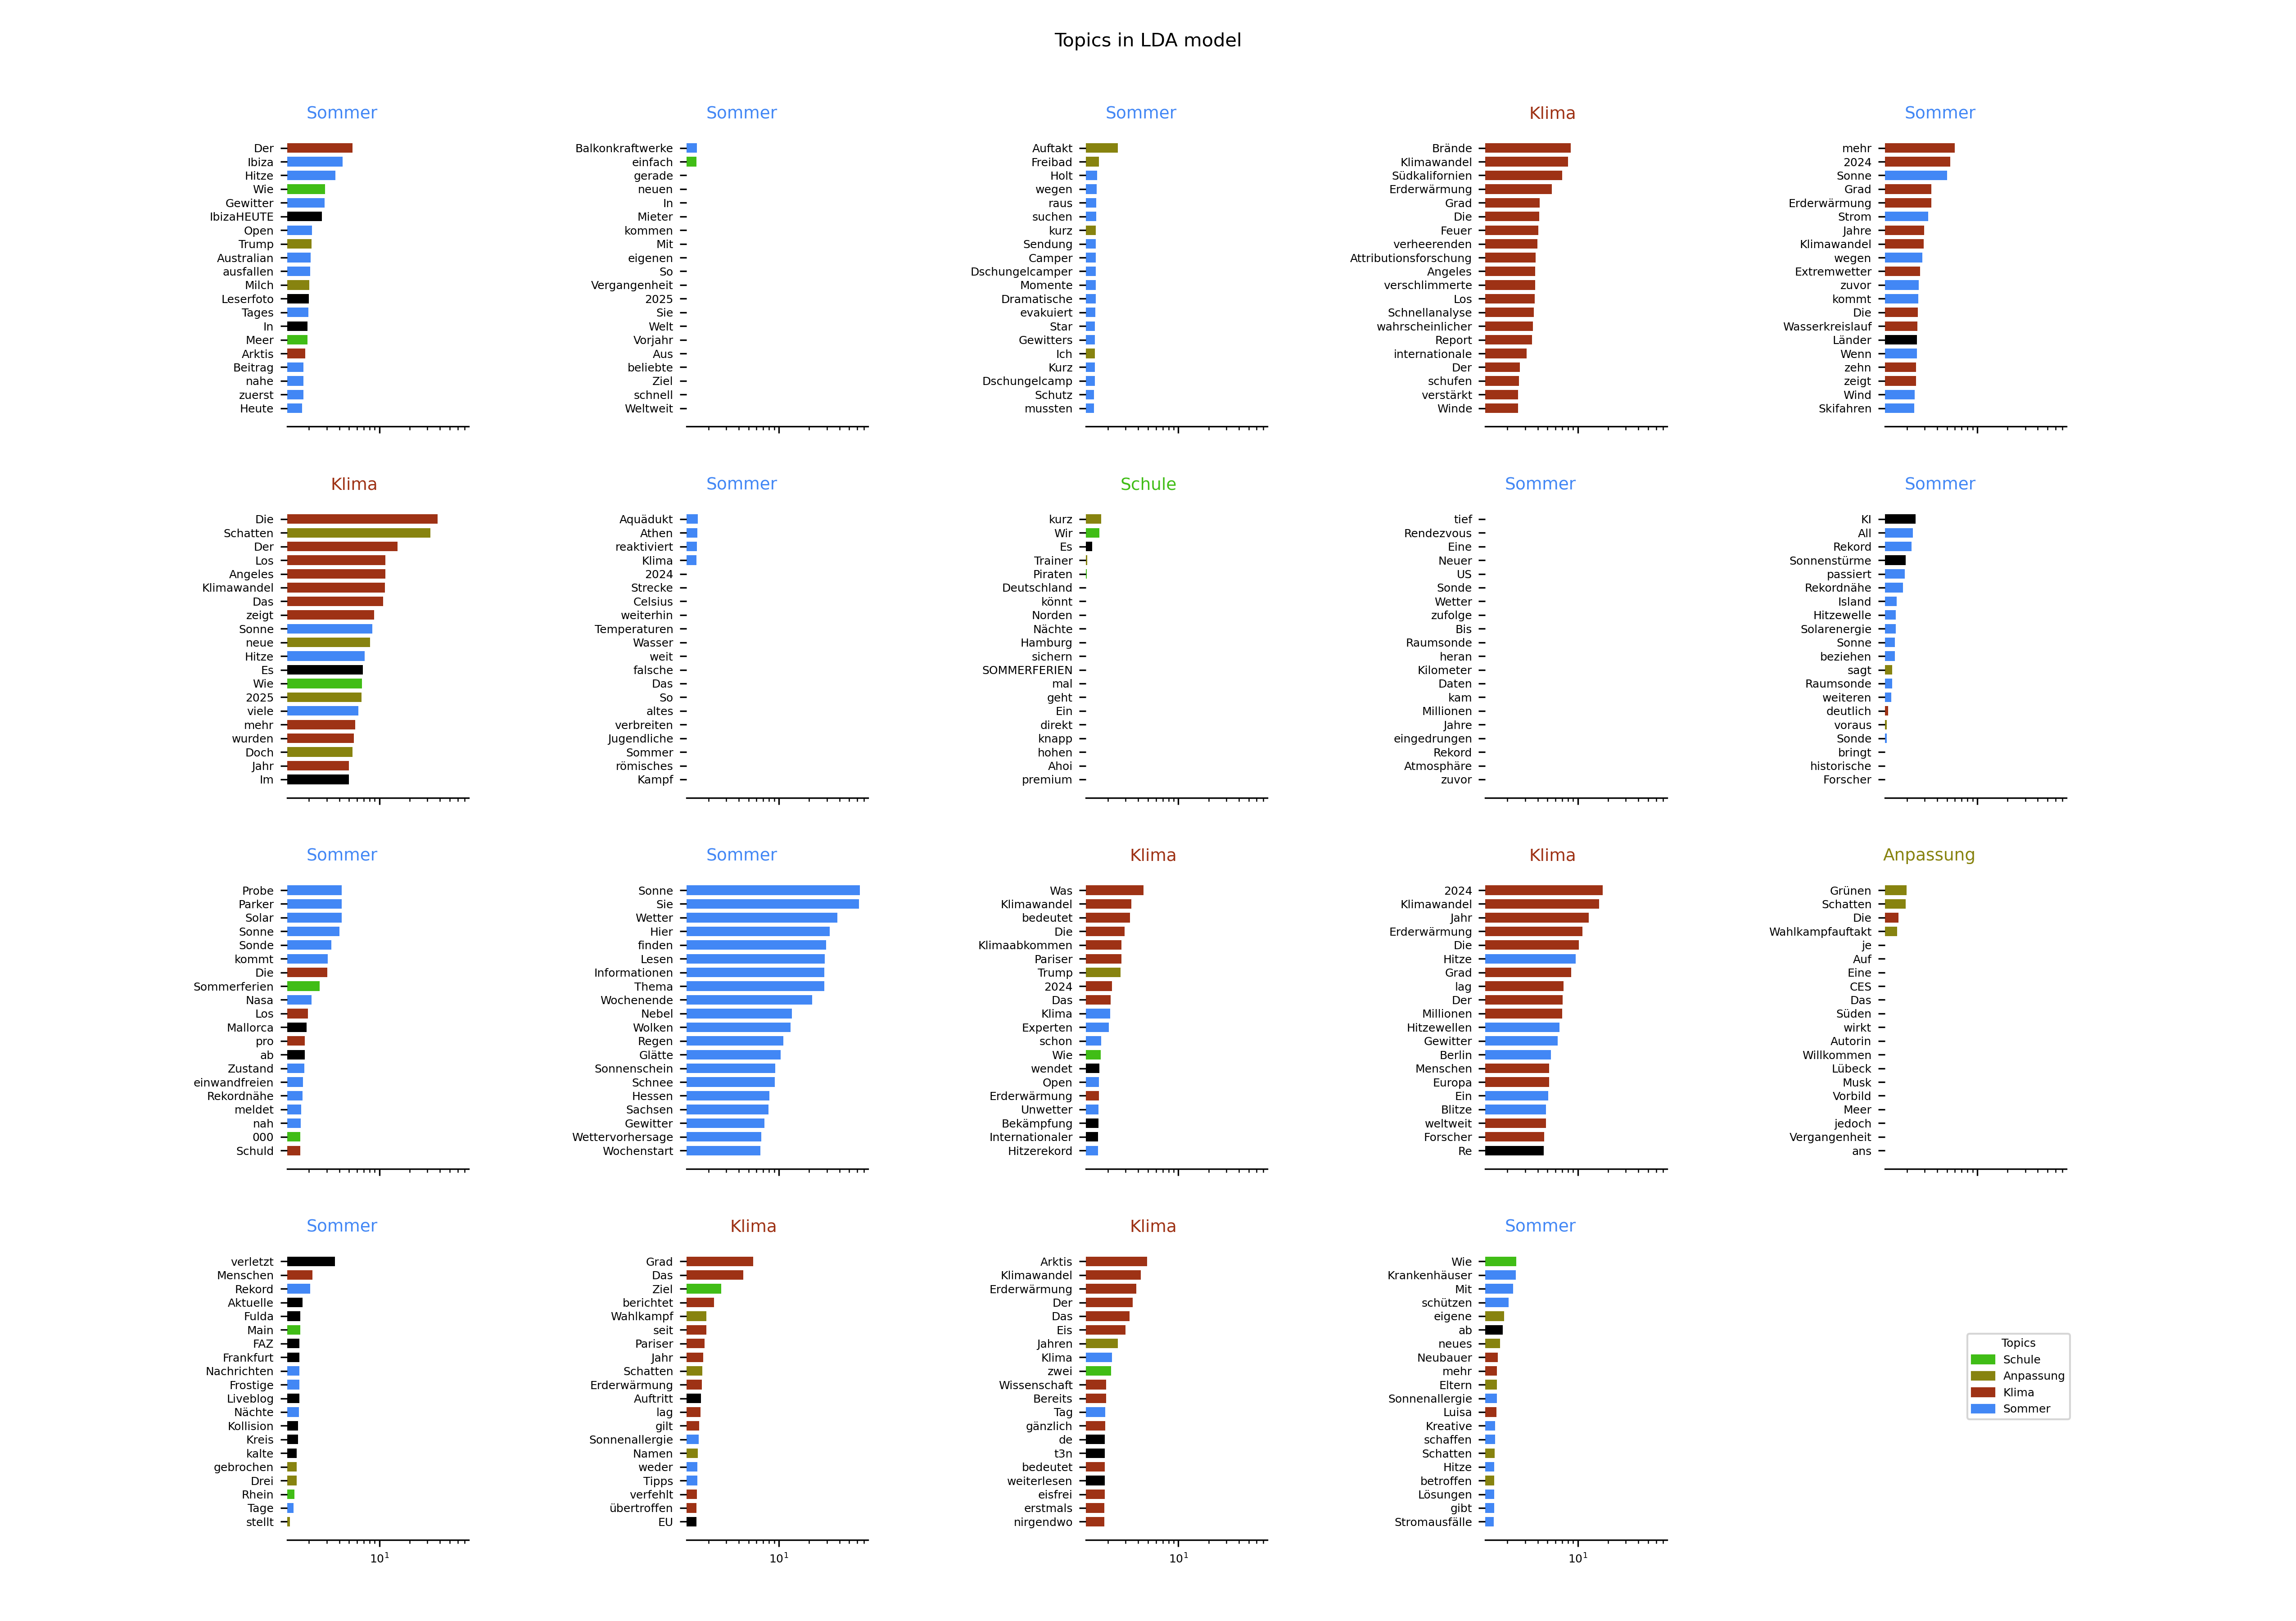 Topics in LDA model
Sommer
Der
Ibiza
Hitze
Wie
Gewitter
IbizaHEUTE
Open
Trump
Australian
ausfallen
Milch
Leserfoto
Tages
In
Meer
Arktis
Beitrag
nahe
zuerst
Heute
Sommer
Balkonkraftwerke
einfach
gerade
neuen
In
Mieter
kommen
Mit
eigenen
So
Vergangenheit
2025
Sie
Welt
Vorjahr
Aus
beliebte
Ziel
schnell
Weltweit
Sommer
Auftakt
Freibad
Holt
wegen
raus
suchen
kurz
Sendung
Camper
Dschungelcamper
Momente
Dramatische
evakuiert
Star
Gewitters
Ich
Kurz
Dschungelcamp
Schutz
mussten
Klima
Brände
Klimawandel
Südkalifornien
Erderwärmung
Grad
Die
Feuer
verheerenden
Attributionsforschung
Angeles
verschlimmerte
Los
Schnellanalyse
wahrscheinlicher
Report
internationale
Der
schufen
verstärkt
Winde
Sommer
mehr
2024
Sonne
Grad
Erderwärmung
Strom
Jahre
Klimawandel
wegen
Extremwetter
zuvor
kommt
Die
Wasserkreislauf
Länder
Wenn
zehn
zeigt
Wind
Skifahren
Klima
Die
Schatten
Der
Los
Angeles
Klimawandel
Das
zeigt
Sonne
neue
Hitze
Es
Wie
2025
viele
mehr
wurden
Doch
Jahr
Im
Sommer
Aquädukt
Athen
reaktiviert
Klima
2024
Strecke
Celsius
weiterhin
Temperaturen
Wasser
weit
falsche
Das
So
altes
verbreiten
Jugendliche
Sommer
römisches
Kampf
Schule
kurz
Wir
Es
Trainer
Piraten
Deutschland
könnt
Norden
Nächte
Hamburg
sichern
SOMMERFERIEN
mal
geht
Ein
direkt
knapp
hohen
Ahoi
premium
Sommer
tief
Rendezvous
Eine
Neuer
US
Sonde
Wetter
zufolge
Bis
Raumsonde
heran
Kilometer
Daten
kam
Millionen
Jahre
eingedrungen
Rekord
Atmosphäre
zuvor
Sommer
KI
All
Rekord
Sonnenstürme
passiert
Rekordnähe
Island
Hitzewelle
Solarenergie
Sonne
beziehen
sagt
Raumsonde
weiteren
deutlich
voraus
Sonde
bringt
historische
Forscher
Sommer
Probe
Parker
Solar
Sonne
Sonde
kommt
Die
Sommerferien
Nasa
Los
Mallorca
pro
ab
Zustand
einwandfreien
Rekordnähe
meldet
nah
000
Schuld
Sommer
Sonne
Sie
Wetter
Hier
finden
Lesen
Informationen
Thema
Wochenende
Nebel
Wolken
Regen
Glätte
Sonnenschein
Schnee
Hessen
Sachsen
Gewitter
Wettervorhersage
Wochenstart
Klima
Was
Klimawandel
bedeutet
Die
Klimaabkommen
Pariser
Trump
2024
Das
Klima
Experten
schon
Wie
wendet
Open
Erderwärmung
Unwetter
Bekämpfung
Internationaler
Hitzerekord
Klima
2024
Klimawandel
Jahr
Erderwärmung
Die
Hitze
Grad
lag
Der
Millionen
Hitzewellen
Gewitter
Berlin
Menschen
Europa
Ein
Blitze
weltweit
Forscher
Re
Anpassung
Grünen
Schatten
Die
Wahlkampfauftakt
je
Auf
Eine
CES
Das
Süden
wirkt
Autorin
Willkommen
Lübeck
Musk
Vorbild
Meer
jedoch
Vergangenheit
ans
Sommer
verletzt
Menschen
Rekord
Aktuelle
Fulda
Main
FAZ
Frankfurt
Nachrichten
Frostige
Liveblog
Nächte
Kollision
Kreis
kalte
gebrochen
Drei
Rhein
Tage
stellt
10¹
Klima
Grad
Das
Ziel
berichtet
Wahlkampf
seit
Pariser
Jahr
Schatten
Erderwärmung
Auftritt
lag
gilt
Sonnenallergie
Namen
weder
Tipps
verfehlt
übertroffen
EU
10¹
Klima
Arktis
Klimawandel
Erderwärmung
Der
Das
Eis
Jahren
Klima
zwei
Wissenschaft
Bereits
Tag
gänzlich
de
t3n
bedeutet
weiterlesen
eisfrei
erstmals
nirgendwo
10¹
Sommer
Wie
Krankenhäuser
Mit
schützen
eigene
ab
neues
Neubauer
mehr
Eltern
Sonnenallergie
Luisa
Kreative
schaffen
Schatten
Hitze
betroffen
Lösungen
gibt
Stromausfälle
10¹
Topics
Schule
Anpassung
Klima
Sommer